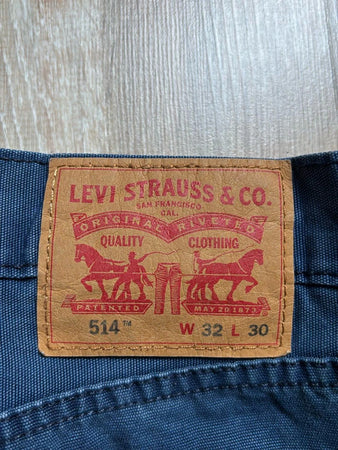 LEVI STRAUSS & CO.
SAN FRANCISCO
CAL.
ORIGINAL RIVETED
QUALITY CLOTHING
PATENTED MAY 20 1873
514™ W 32 L 30